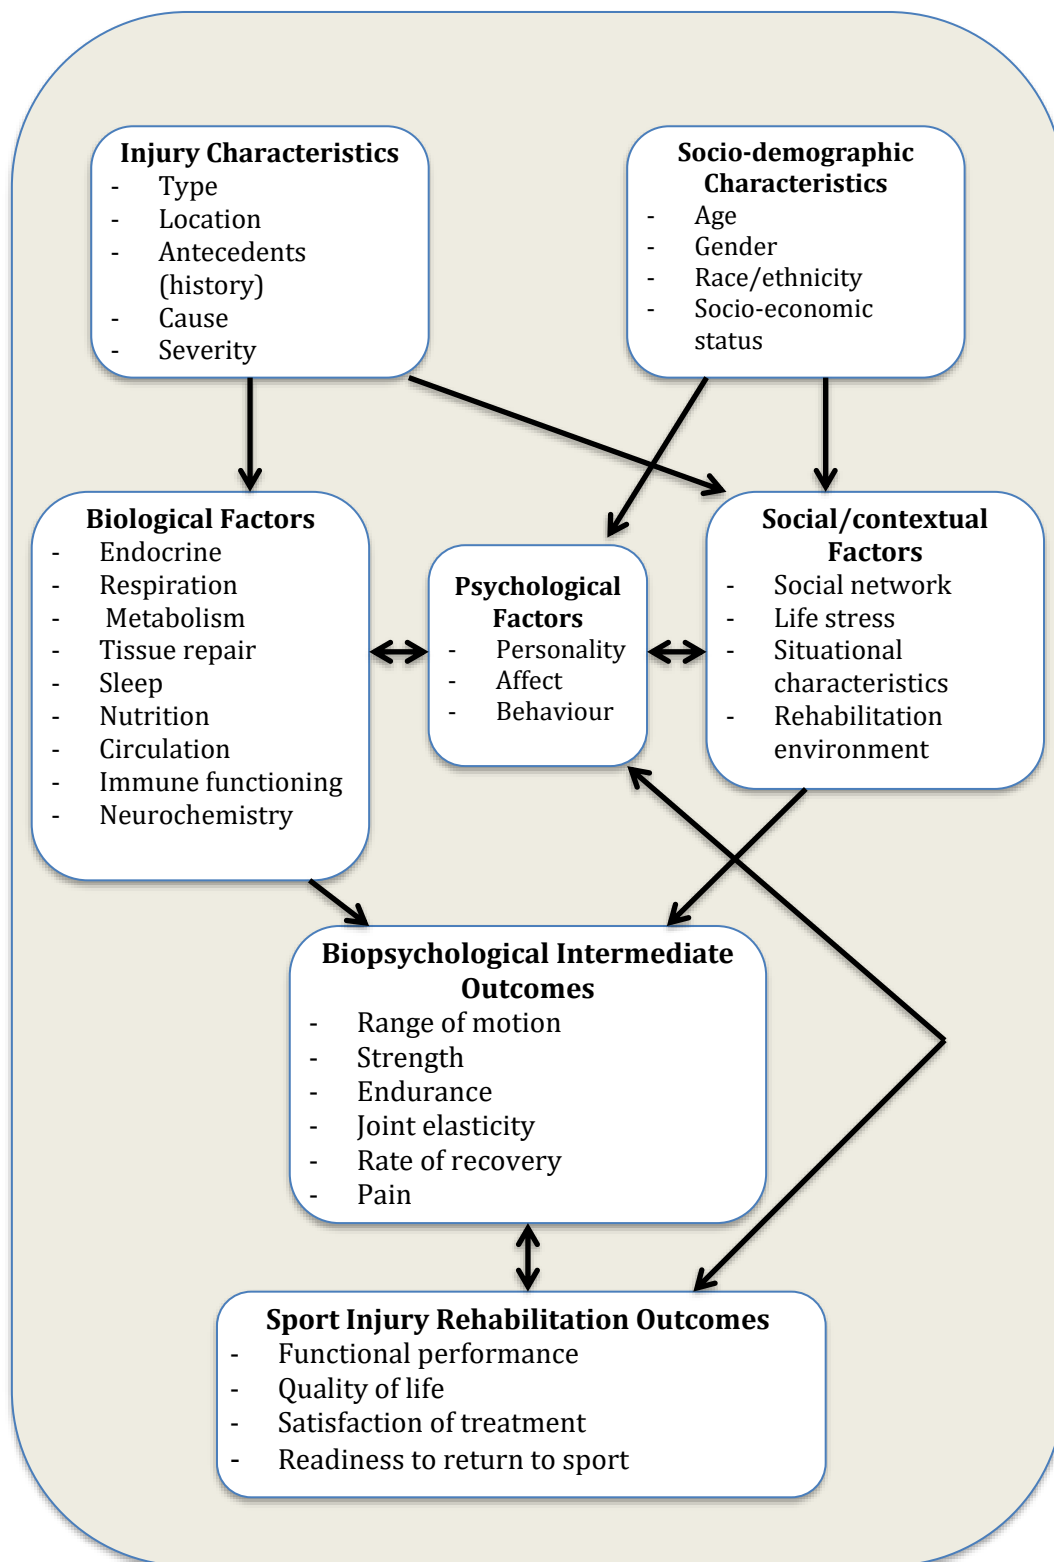 Injury Characteristics
- Type
- Location
- Antecedents
(history)
- Cause
- Severity
Socio-demographic
Characteristics
- Age
- Gender
- Race/ethnicity
- Socio-economic
status
Biological Factors
- Endocrine
- Respiration
- Metabolism
- Tissue repair
- Sleep
- Nutrition
- Circulation
- Immune functioning
- Neurochemistry
Psychological
Factors
- Personality
- Affect
- Behaviour
Social/contextual
Factors
- Social network
- Life stress
- Situational
characteristics
- Rehabilitation
environment
Biopsychological Intermediate
Outcomes
- Range of motion
- Strength
- Endurance
- Joint elasticity
- Rate of recovery
- Pain
Sport Injury Rehabilitation Outcomes
- Functional performance
- Quality of life
- Satisfaction of treatment
- Readiness to return to sport